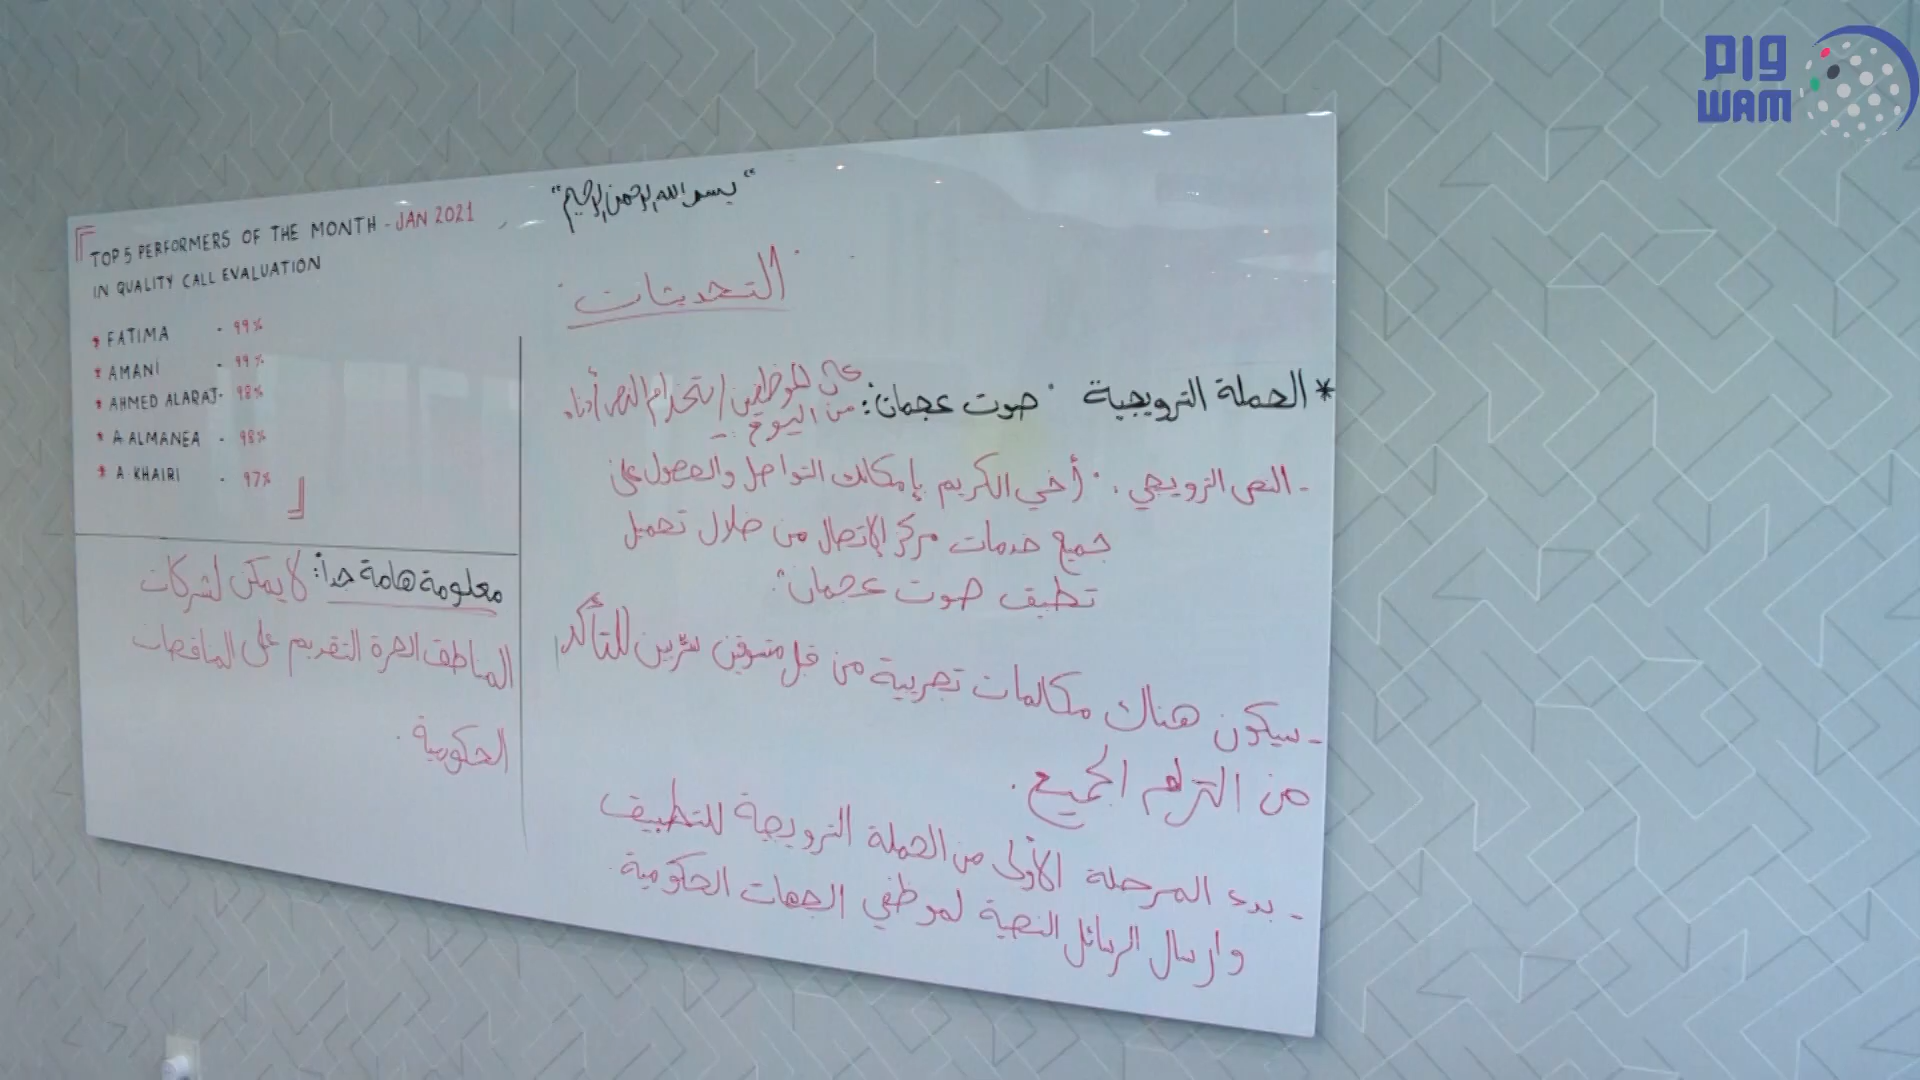 وام
WAM
"بسم الله الرحمن الرحيم"
TOP 5 PERFORMERS OF THE MONTH - JAN 2021
IN QUALITY CALL EVALUATION
* FATIMA - 99%
* AMANI - 99%
* AHMED ALARAJ - 98%
* A ALMANEA - 98%
* A KHAIRI - 97%
التحديثات
* الحملة الترويجية " صوت عجمان: على الموظفين استخدام النص أدناه
من اليوم
- النص الترويجي : " أخي الكريم بإمكانك التواصل والحصول على
جميع خدمات مركز الإتصال من خلال تحميل
تطبيق صوت عجمان"
- سيكون هناك مكالمات تجريبية من قبل متسوقين سريين للتأكد
من التزام الجميع .
- بدء المرحلة الأولى من الحملة الترويجية للتطبيق
وارسال الرسائل النصية لموظفي الجهات الحكومية .
معلومة هامة جدا: لا يمكن لشركات
المناطق الحرة التقديم على المناقصات
الحكومية .